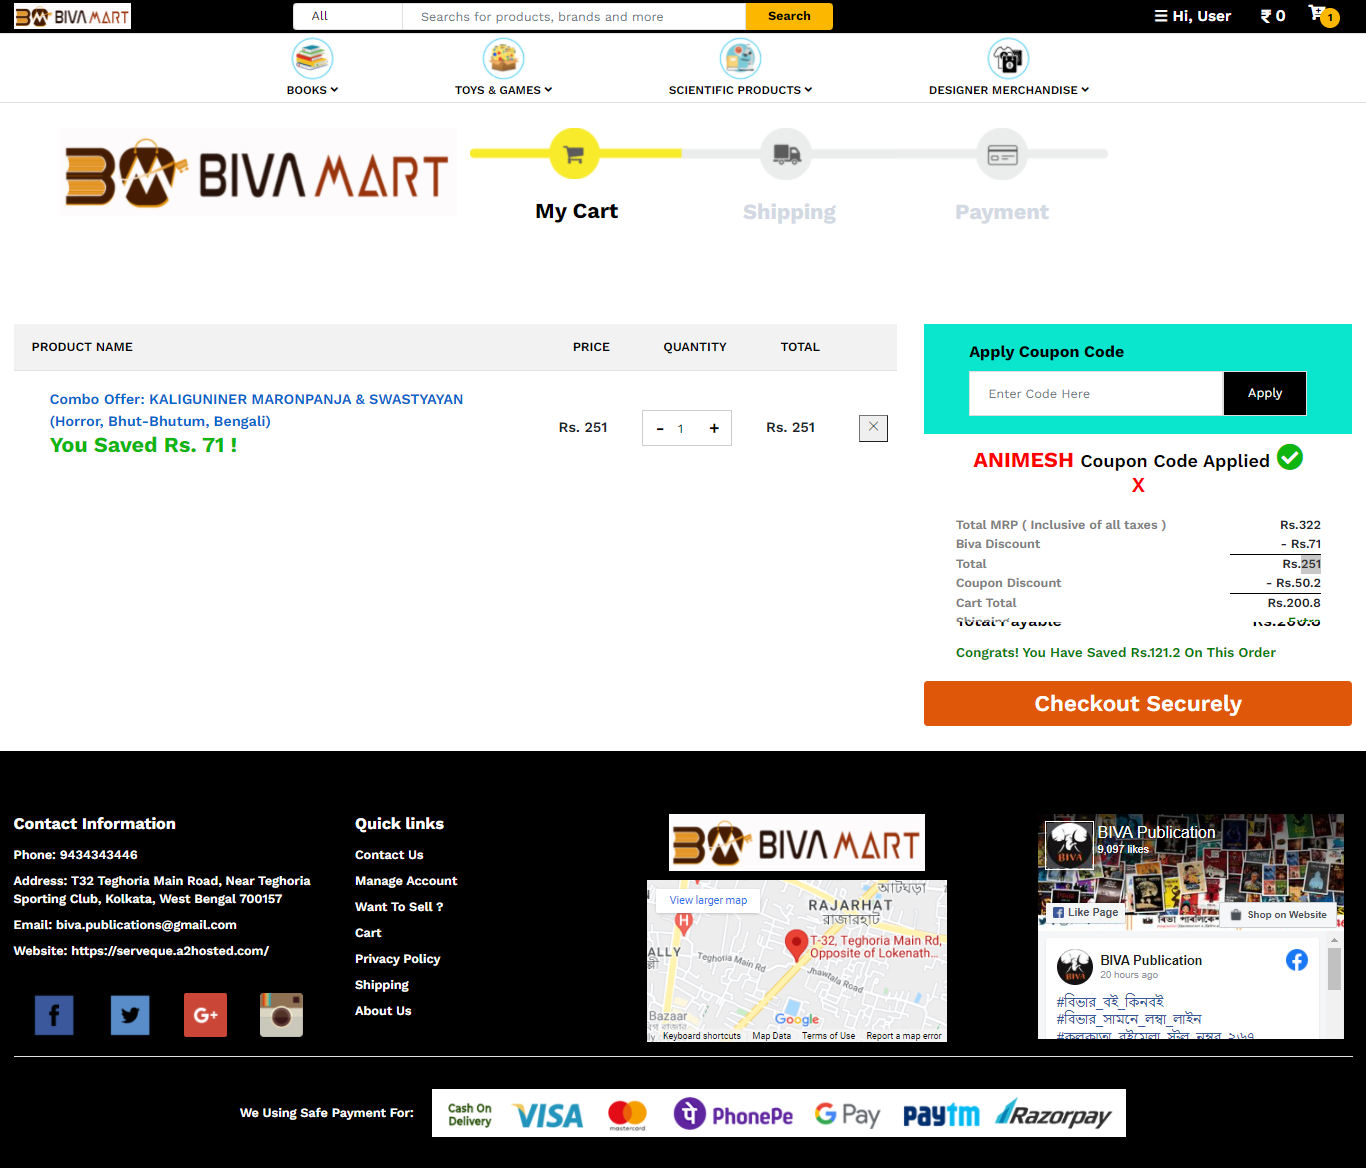 BIVA MART
All
Searchs for products, brands and more
Search
Hi, User
₹ 0
1
BOOKS
TOYS & GAMES
SCIENTIFIC PRODUCTS
DESIGNER MERCHANDISE
BIVA MART
My Cart
Shipping
Payment
PRODUCT NAME PRICE QUANTITY TOTAL
Combo Offer: KALIGUNINER MARONPANJA & SWASTYAYAN
(Horror, Bhut-Bhutum, Bengali)
You Saved Rs. 71 !
Rs. 251
- 1 +
Rs. 251
Apply Coupon Code
Enter Code Here
Apply
ANIMESH Coupon Code Applied
X
Total MRP ( Inclusive of all taxes ) Rs.322
Biva Discount - Rs.71
Total Rs.251
Coupon Discount - Rs.50.2
Cart Total Rs.200.8
Total Payable
Congrats! You Have Saved Rs.121.2 On This Order
Checkout Securely
Contact Information
Phone: 9434343446
Address: T32 Teghoria Main Road, Near Teghoria
Sporting Club, Kolkata, West Bengal 700157
Email: biva.publications@gmail.com
Website: https://serveque.a2hosted.com/
Quick links
Contact Us
Manage Account
Want To Sell ?
Cart
Privacy Policy
Shipping
About Us
BIVA MART
View larger map
আটঘড়া
RAJARHAT
রাজারহাট
T-32, Teghoria Main Rd,
Opposite of Lokenath...
ALLY
Teghoria Main Rd
Jhawtala Road
Bazaar
Google
Keyboard shortcuts Map Data Terms of Use Report a map error
BIVA Publication
9,097 likes
BIVA
Like Page
Shop on Website
BIVA Publication
20 hours ago
#বিভার_বই_কিনবই
#বিভার_সামনে_লম্বা_লাইন
We Using Safe Payment For:
Cash On
Delivery
VISA
mastercard
PhonePe
G Pay
paytm
Razorpay